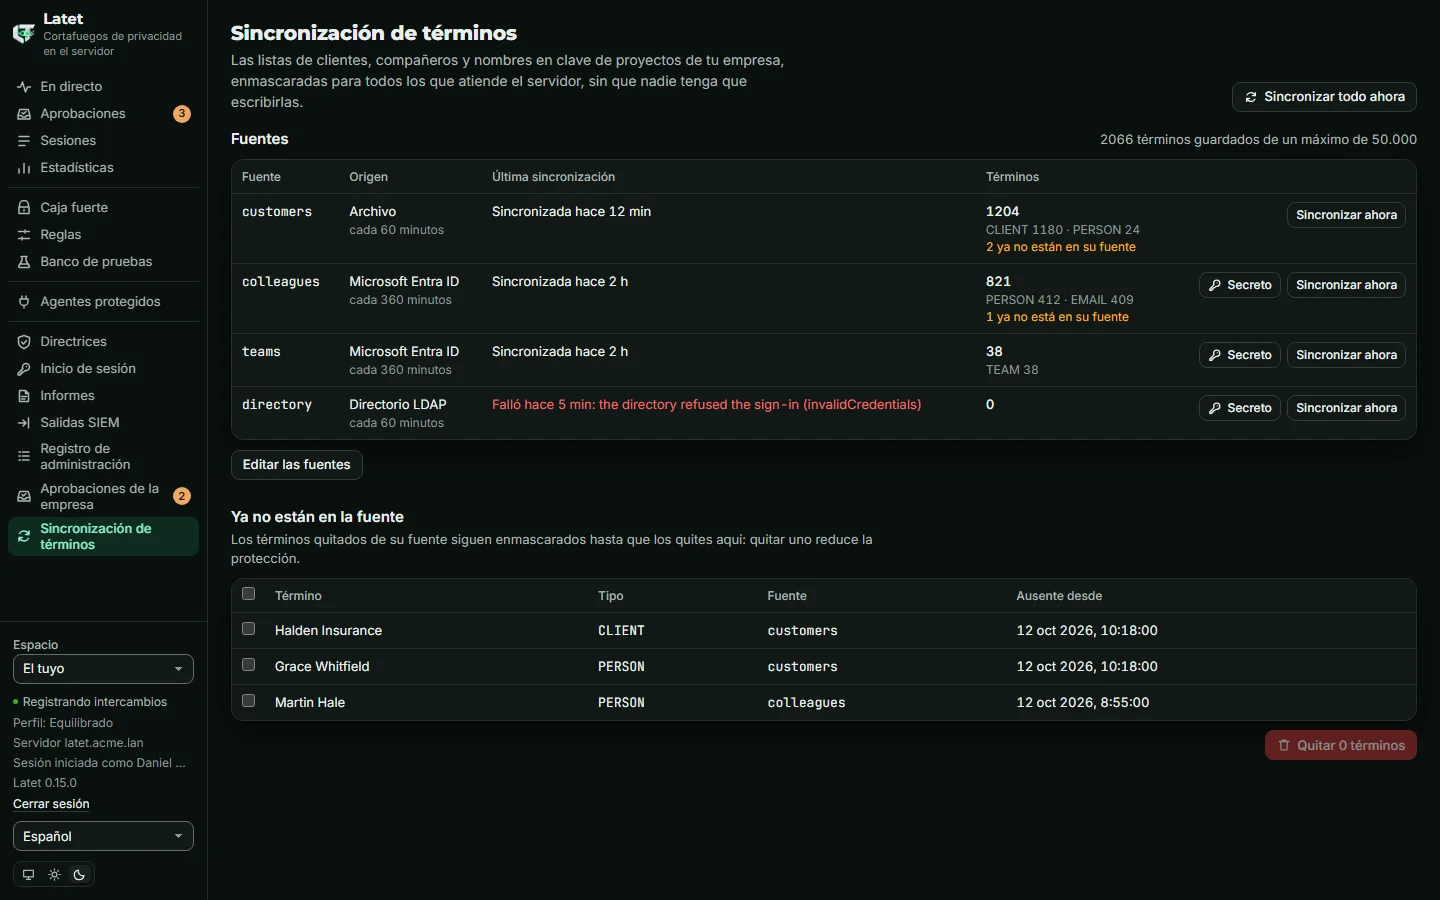 Latet
Cortafuegos de privacidad
en el servidor
En directo
Aprobaciones 3
Sesiones
Estadísticas
Caja fuerte
Reglas
Banco de pruebas
Agentes protegidos
Directrices
Inicio de sesión
Informes
Salidas SIEM
Registro de
administración
Aprobaciones de la
empresa 2
Sincronización de
términos
Espacio
El tuyo
Registrando intercambios
Perfil: Equilibrado
Servidor latet.acme.lan
Sesión iniciada como Daniel ...
Latet 0.15.0
Cerrar sesión
Español
Sincronización de términos
Las listas de clientes, compañeros y nombres en clave de proyectos de tu empresa,
enmascaradas para todos los que atiende el servidor, sin que nadie tenga que
escribirlas.
Sincronizar todo ahora
Fuentes
2066 términos guardados de un máximo de 50.000
Fuente Origen Última sincronización Términos
customers Archivo Sincronizada hace 12 min 1204 Sincronizar ahora
cada 60 minutos CLIENT 1180 · PERSON 24
2 ya no están en su fuente
colleagues Microsoft Entra ID Sincronizada hace 2 h 821 Secreto Sincronizar ahora
cada 360 minutos PERSON 412 · EMAIL 409
1 ya no está en su fuente
teams Microsoft Entra ID Sincronizada hace 2 h 38 Secreto Sincronizar ahora
cada 360 minutos TEAM 38
directory Directorio LDAP Falló hace 5 min: the directory refused the sign-in (invalidCredentials) 0 Secreto Sincronizar ahora
cada 60 minutos
Editar las fuentes
Ya no están en la fuente
Los términos quitados de su fuente siguen enmascarados hasta que los quites aquí: quitar uno reduce la
protección.
Término Tipo Fuente Ausente desde
Halden Insurance CLIENT customers 12 oct 2026, 10:18:00
Grace Whitfield PERSON customers 12 oct 2026, 10:18:00
Martin Hale PERSON colleagues 12 oct 2026, 8:55:00
Quitar 0 términos